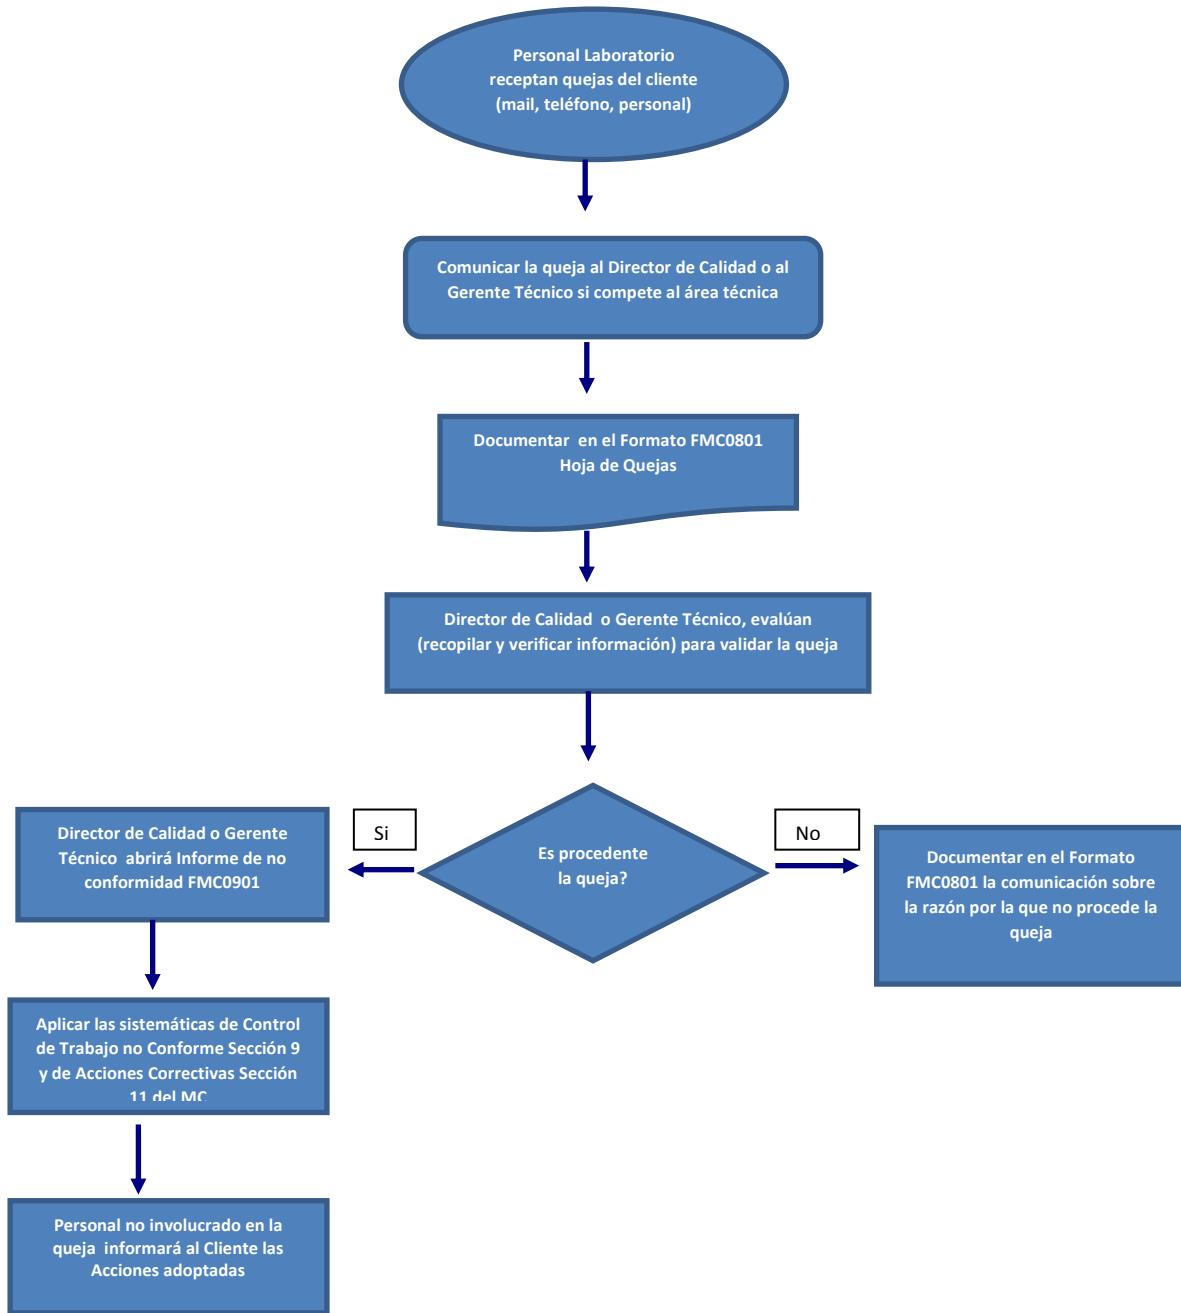 Personal Laboratorio
receptan quejas del cliente
(mail, teléfono, personal)
Comunicar la queja al Director de Calidad o al
Gerente Técnico si compete al área técnica
Documentar en el Formato FMC0801
Hoja de Quejas
Director de Calidad o Gerente Técnico, evalúan
(recopilar y verificar información) para validar la queja
Es procedente
la queja?
Si
No
Director de Calidad o Gerente
Técnico abrirá Informe de no
conformidad FMC0901
Documentar en el Formato
FMC0801 la comunicación sobre
la razón por la que no procede la
queja
Aplicar las sistemáticas de Control
de Trabajo no Conforme Sección 9
y de Acciones Correctivas Sección
11 del MC
Personal no involucrado en la
queja informará al Cliente las
Acciones adoptadas